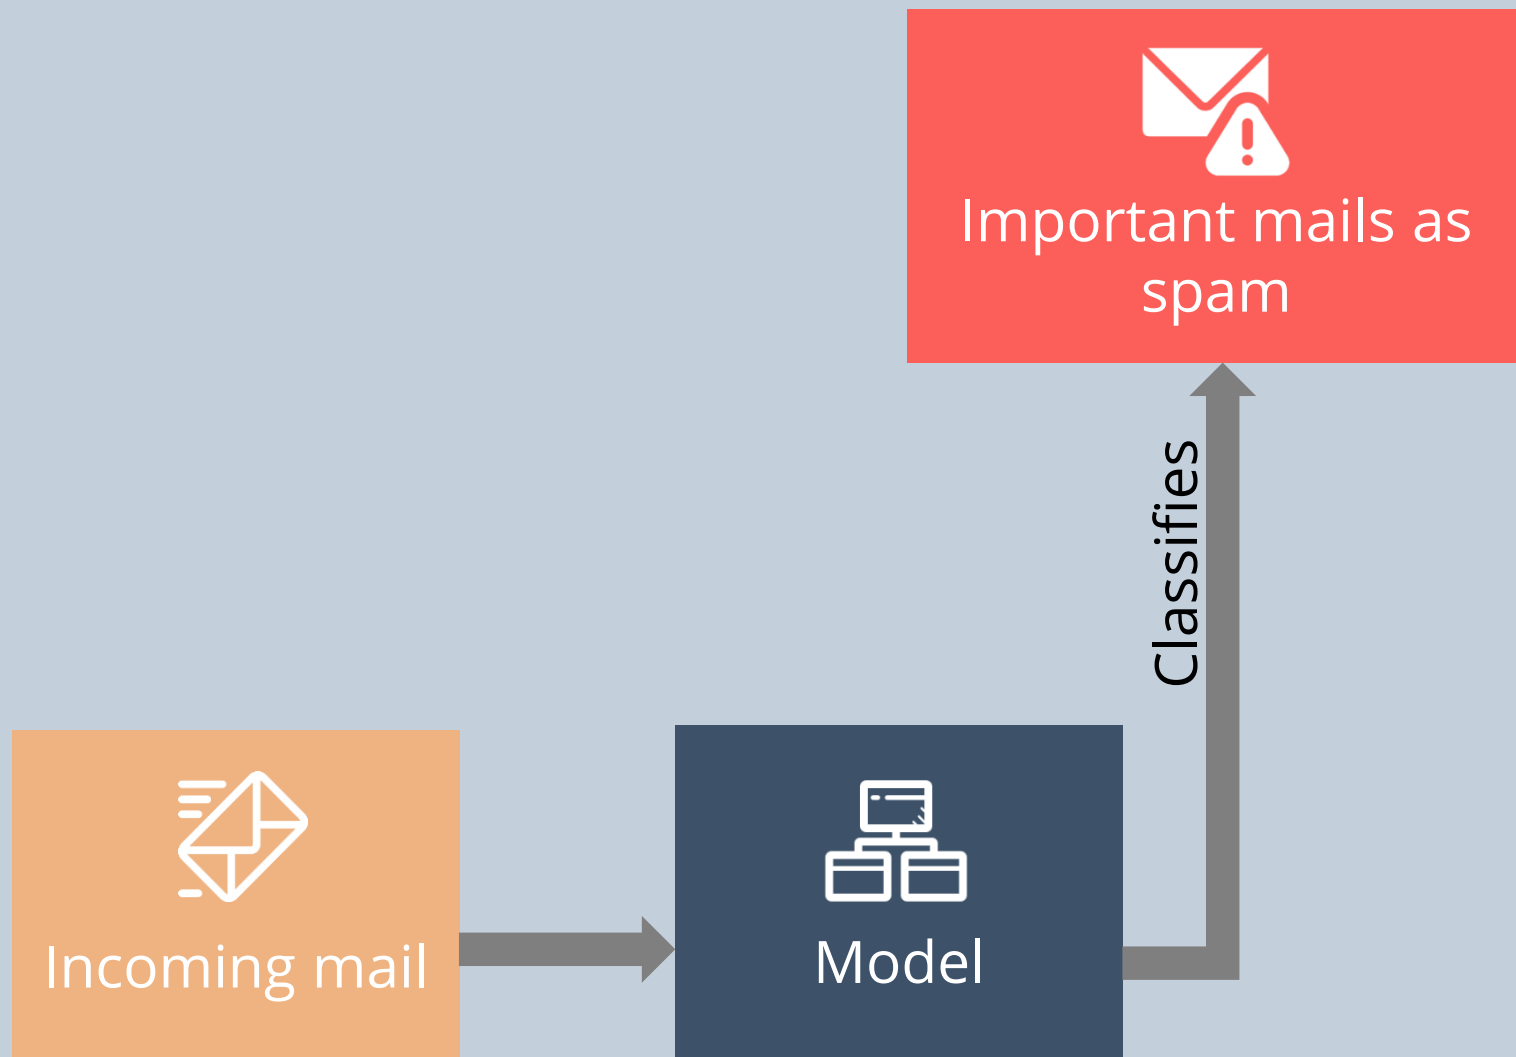 Important mails as
spam
Classifies
Incoming mail
Model